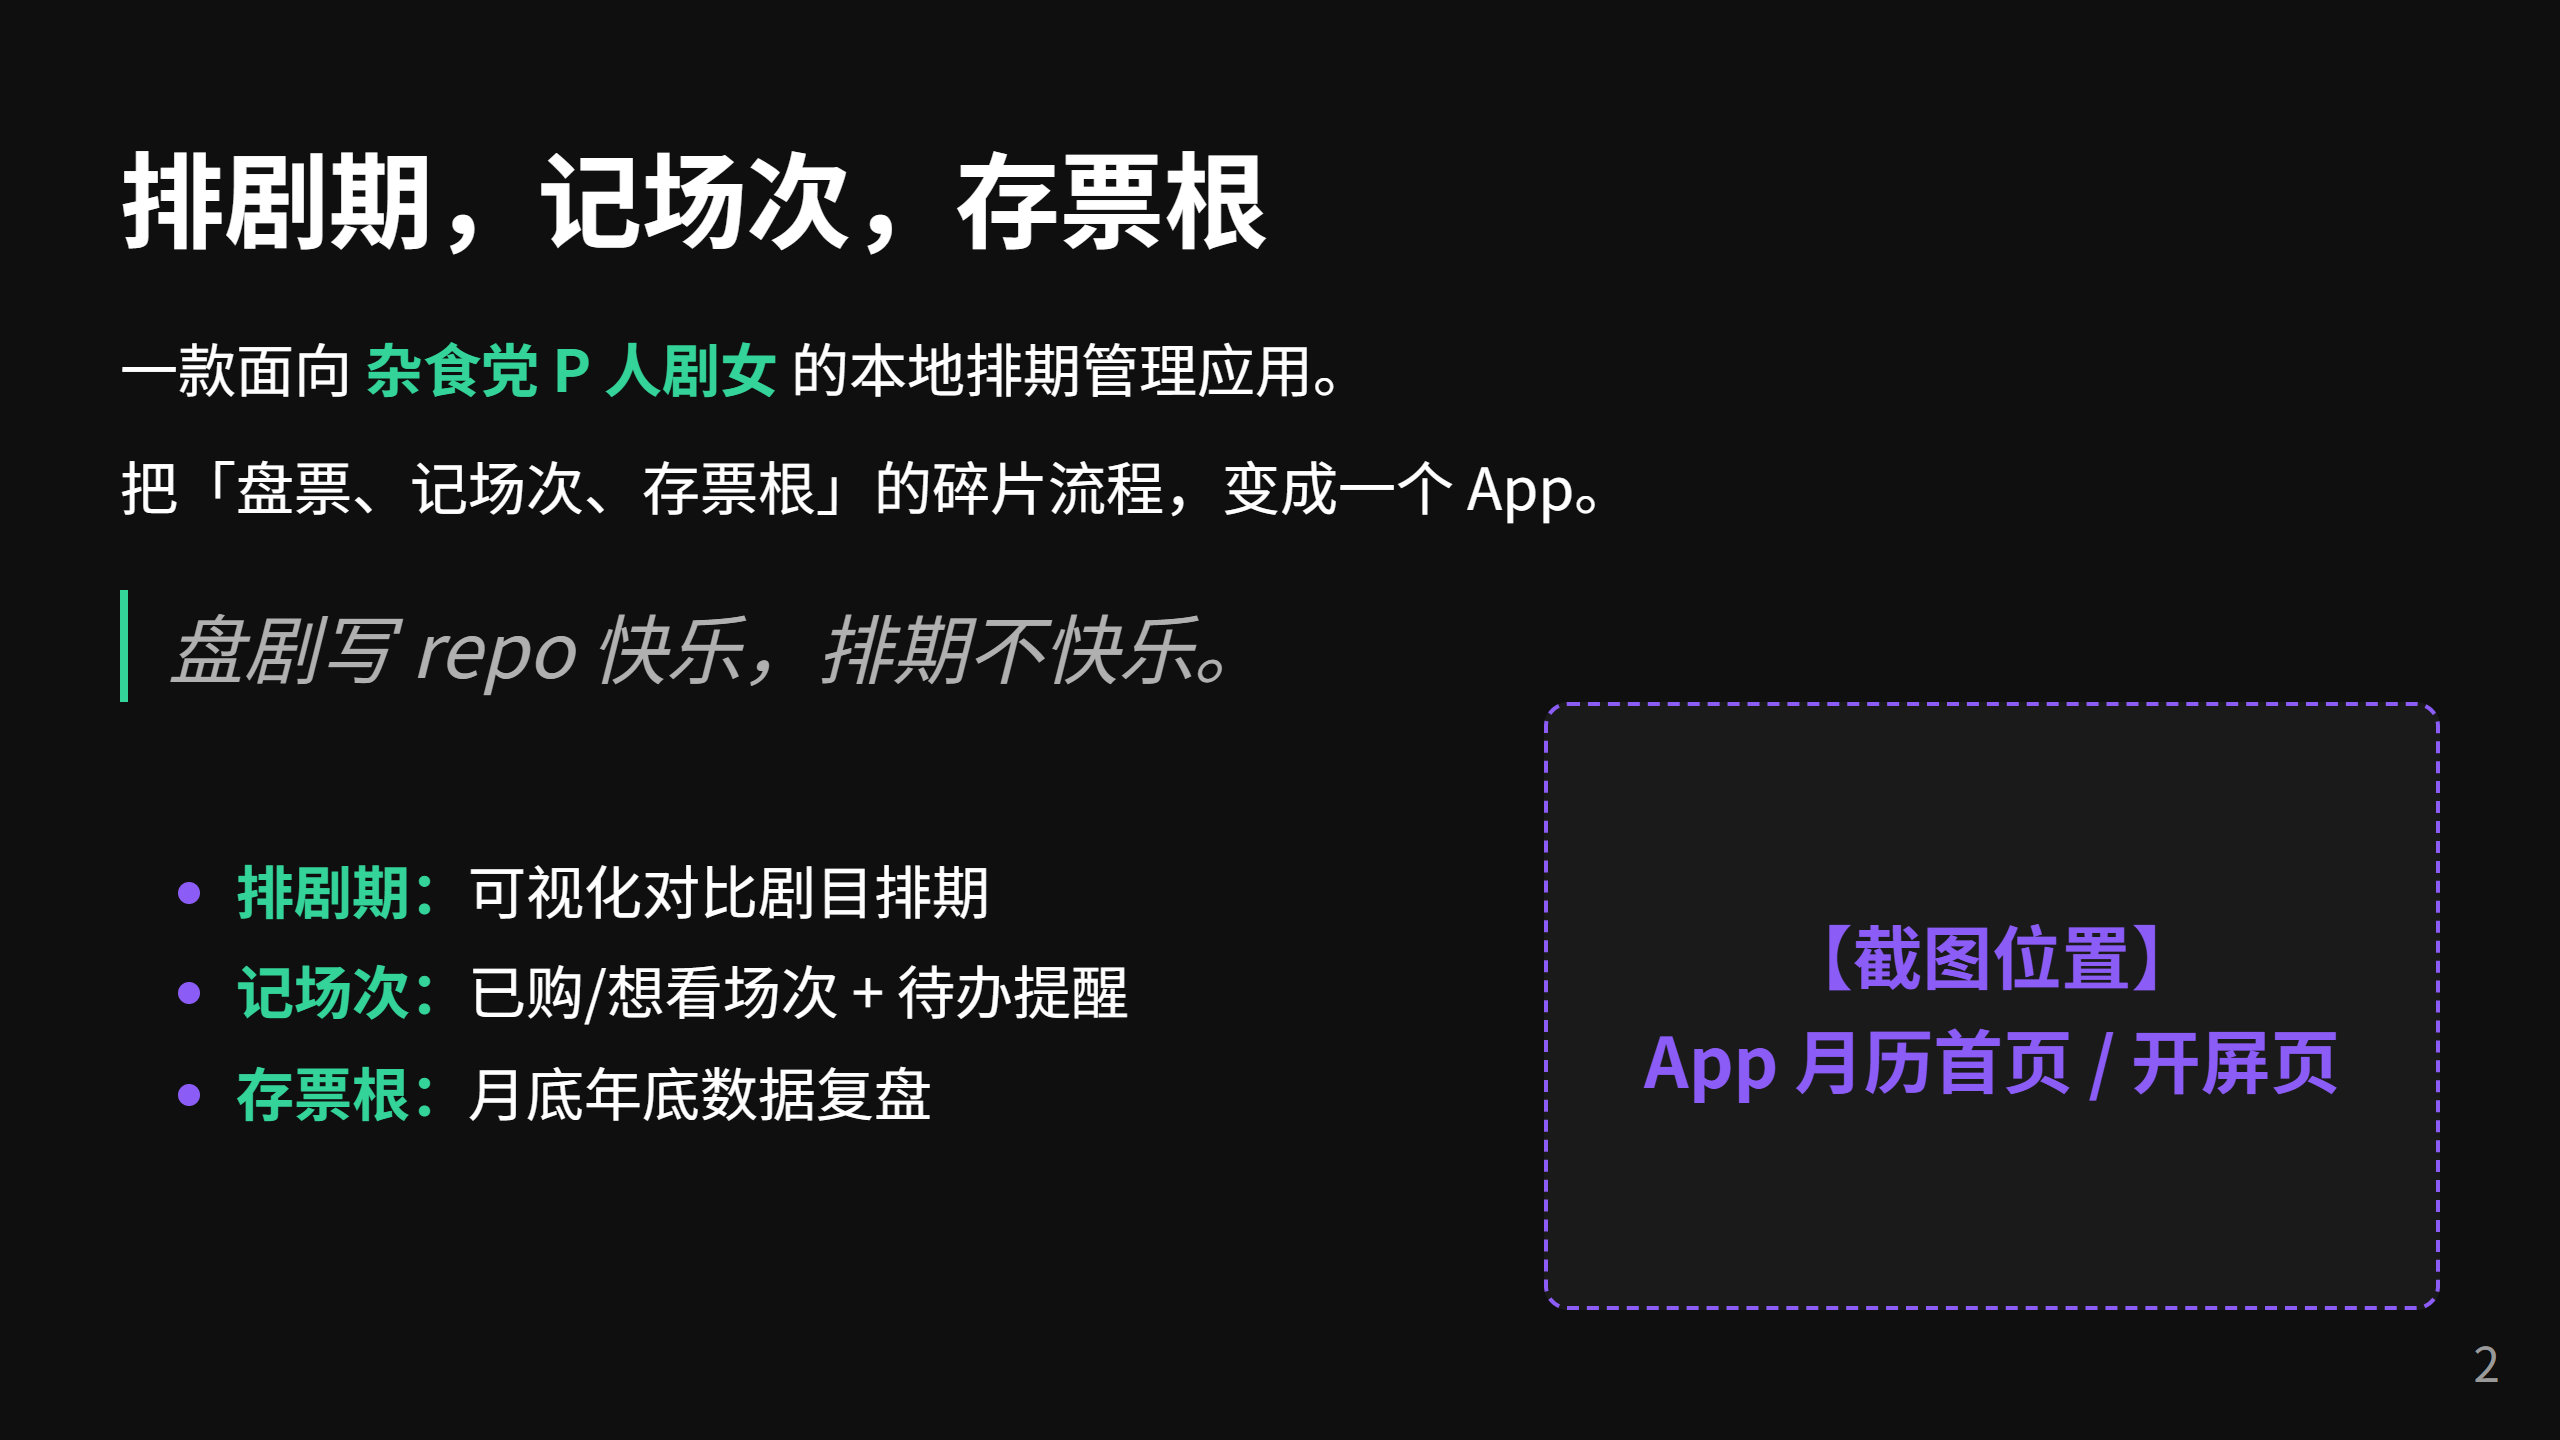 排剧期，记场次，存票根
一款面向 杂食党 P 人剧女 的本地排期管理应用。
把「盘票、记场次、存票根」的碎片流程，变成一个 App。
盘剧写 repo 快乐，排期不快乐。
排剧期：可视化对比剧目排期
记场次：已购/想看场次 + 待办提醒
存票根：月底年底数据复盘
【截图位置】
App 月历首页 / 开屏页
2